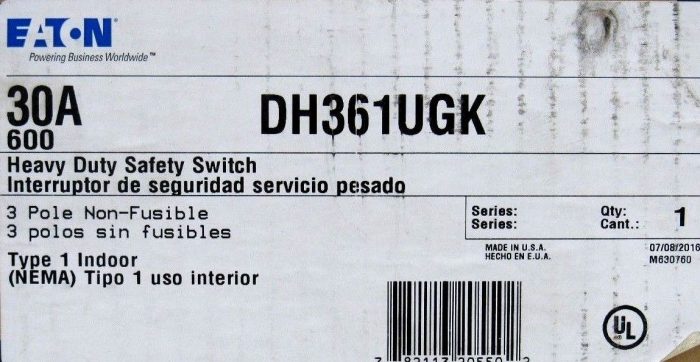 EATON
Powering Business Worldwide™
30A
600
DH361UGK
Heavy Duty Safety Switch
Interruptor de seguridad servicio pesado
3 Pole Non-Fusible
3 polos sin fusibles
Series: Qty: 1
Series: Cant.:
MADE IN U.S.A. 07/08/2016
HECHO EN E.U.A. M630760
Type 1 Indoor
(NEMA) Tipo 1 uso interior
UL